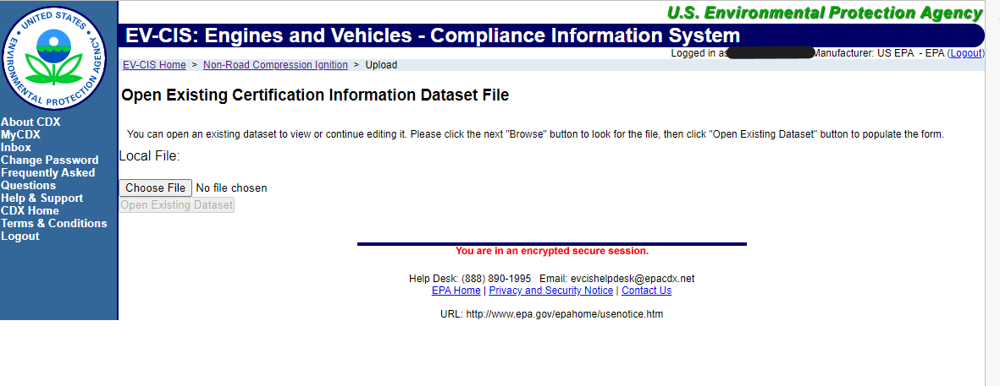 UNITED STATES
ENVIRONMENTAL PROTECTION AGENCY
U.S. Environmental Protection Agency
EV-CIS: Engines and Vehicles - Compliance Information System
Logged in as Manufacturer: US EPA - EPA (Logout)
EV-CIS Home > Non-Road Compression Ignition > Upload
About CDX
MyCDX
Inbox
Change Password
Frequently Asked
Questions
Help & Support
CDX Home
Terms & Conditions
Logout
Open Existing Certification Information Dataset File
You can open an existing dataset to view or continue editing it. Please click the next "Browse" button to look for the file, then click "Open Existing Dataset" button to populate the form.
Local File:
Choose File No file chosen
Open Existing Dataset
You are in an encrypted secure session.
Help Desk: (888) 890-1995 Email: evcishelpdesk@epacdx.net
EPA Home | Privacy and Security Notice | Contact Us
URL: http://www.epa.gov/epahome/usenotice.htm